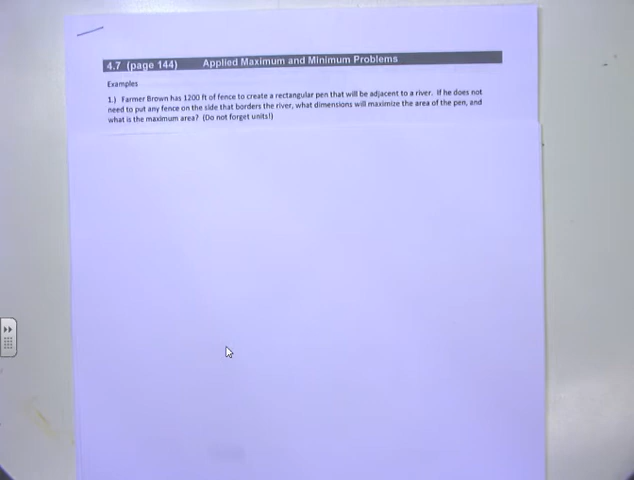 4.7 (page 144) Applied Maximum and Minimum Problems
Examples
1.) Farmer Brown has 1200 ft of fence to create a rectangular pen that will be adjacent to a river. If he does not
need to put any fence on the side that borders the river, what dimensions will maximize the area of the pen, and
what is the maximum area? (Do not forget units!)